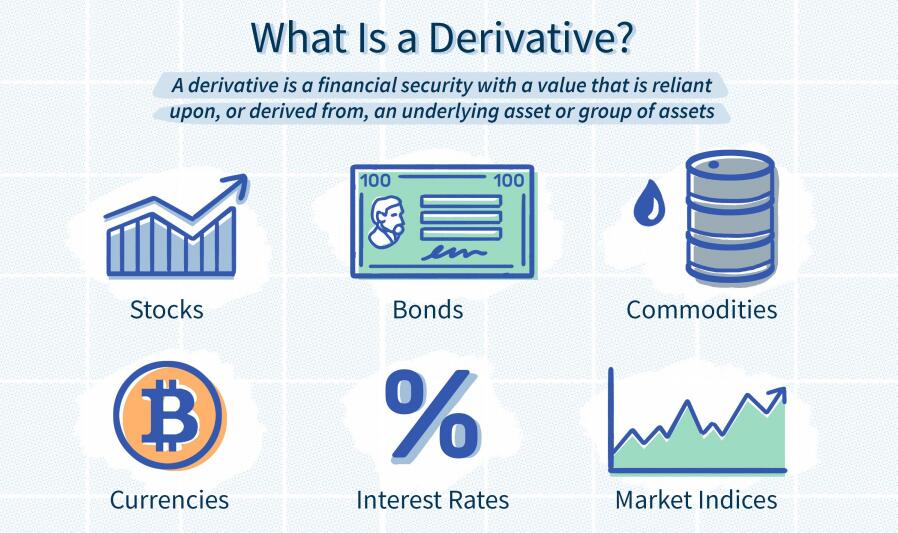 What Is a Derivative?
A derivative is a financial security with a value that is reliant
upon, or derived from, an underlying asset or group of assets
100 100
Stocks Bonds Commodities
Currencies Interest Rates Market Indices